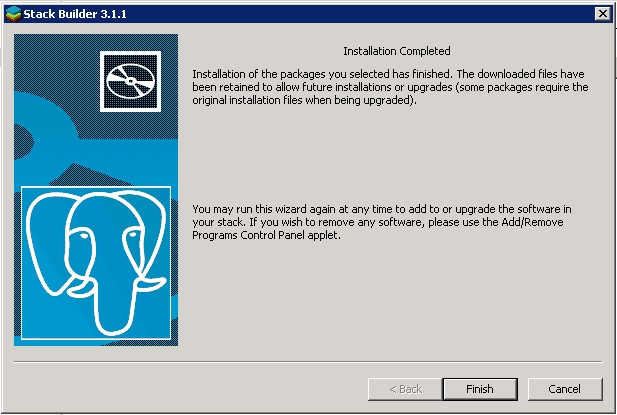 Stack Builder 3.1.1
Installation Completed
Installation of the packages you selected has finished. The downloaded files have
been retained to allow future installations or upgrades (some packages require the
original installation files when being upgraded).
You may run this wizard again at any time to add to or upgrade the software in
your stack. If you wish to remove any software, please use the Add/Remove
Programs Control Panel applet.
< Back Finish Cancel